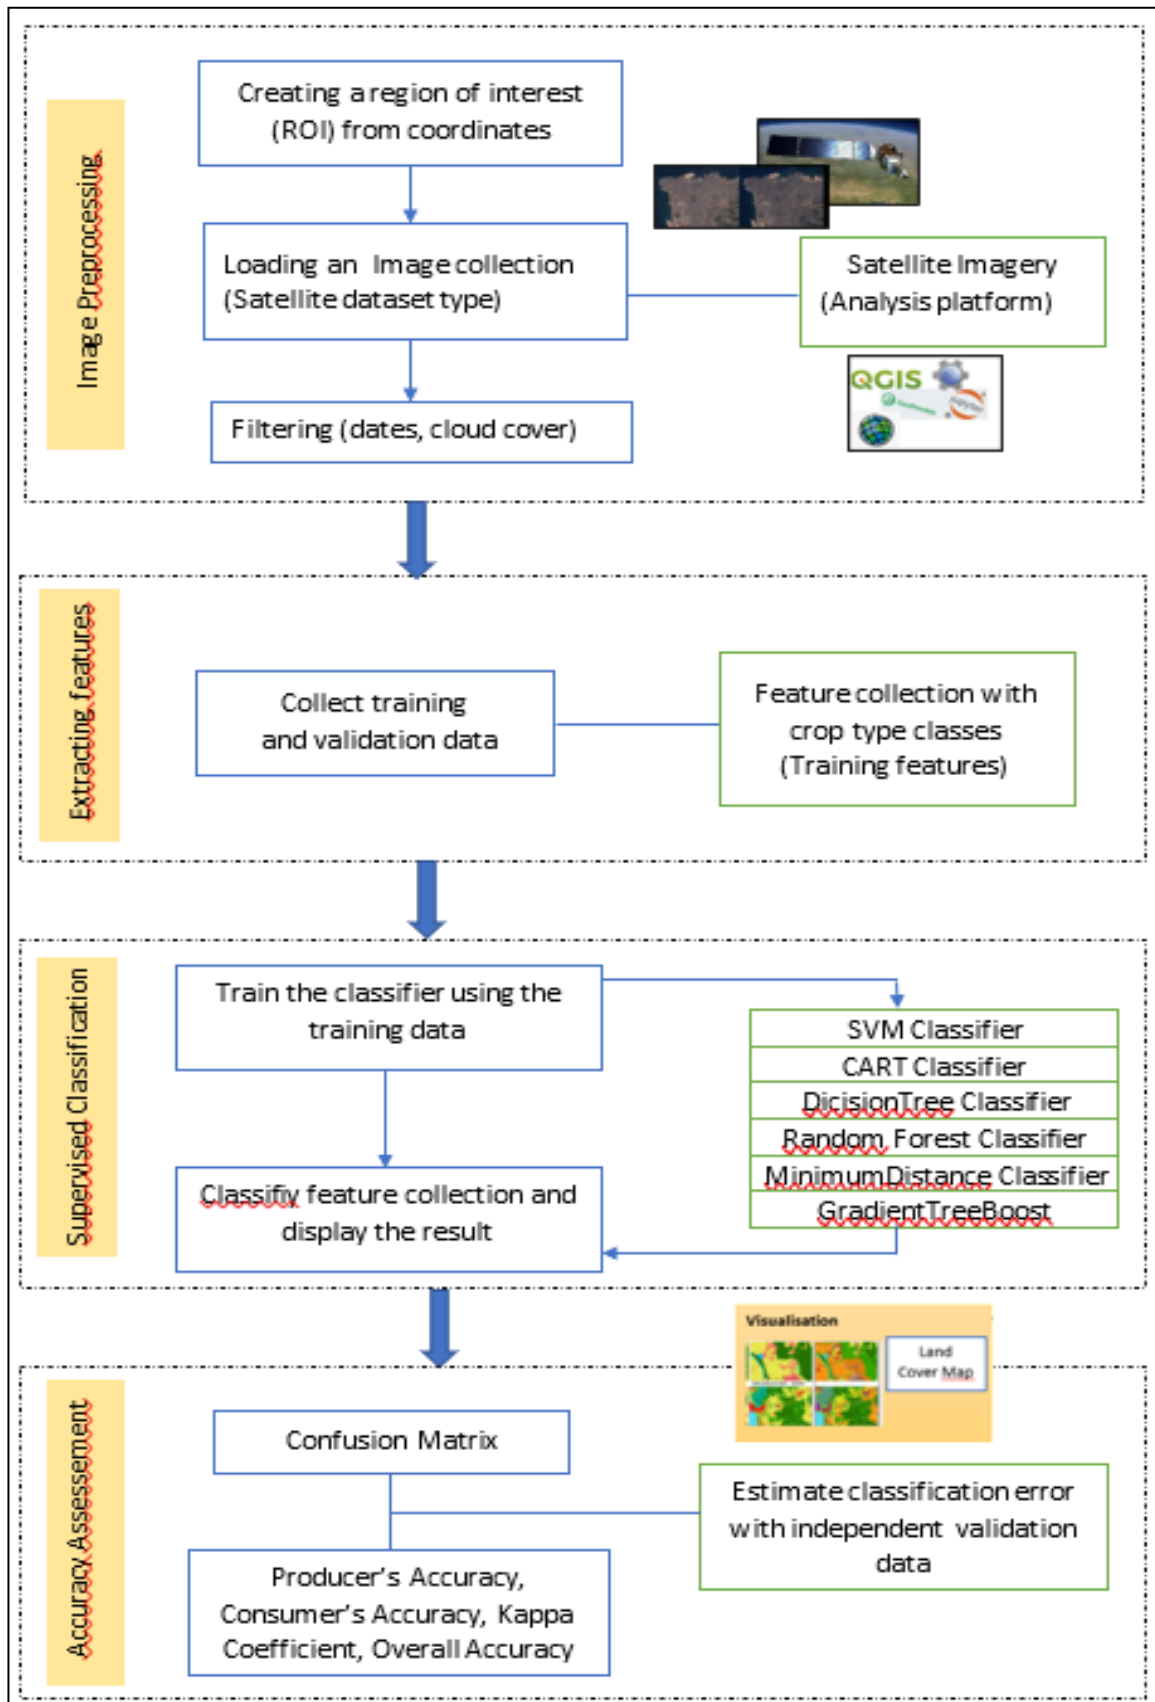 Image Preprocessing
Creating a region of interest
(ROI) from coordinates
Loading an Image collection
(Satellite dataset type)
Satellite Imagery
(Analysis platform)
QGIS
Filtering (dates, cloud cover)
Extracting features
Collect training
and validation data
Feature collection with
crop type classes
(Training features)
Supervised Classification
Train the classifier using the
training data
SVM Classifier
CART Classifier
DicisionTree Classifier
Random Forest Classifier
MinimumDistance Classifier
GradientTreeBoost
Classifiy feature collection and
display the result
Visualisation
Land
Cover Map
Accuracy Assessement
Confusion Matrix
Estimate classification error
with independent validation
data
Producer's Accuracy,
Consumer's Accuracy, Kappa
Coefficient, Overall Accuracy